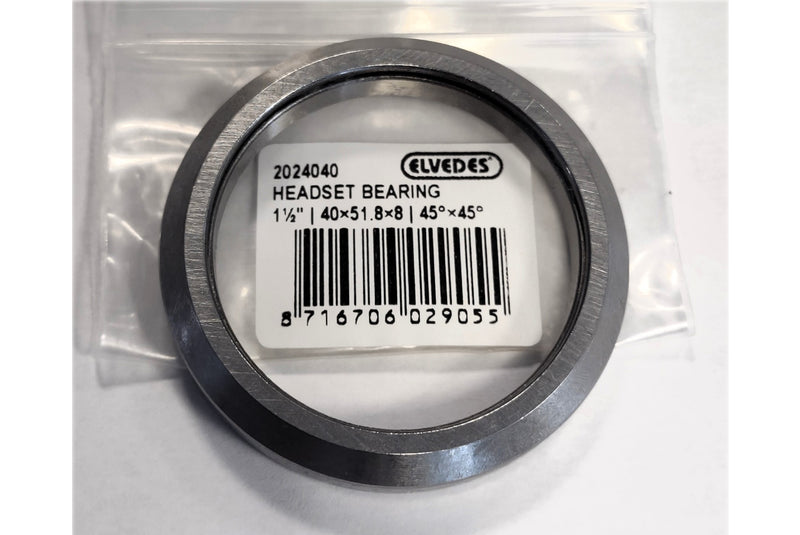 2024040 ELVEDES
HEADSET BEARING
1½" | 40×51.8×8 | 45°×45°
8 716706 029055